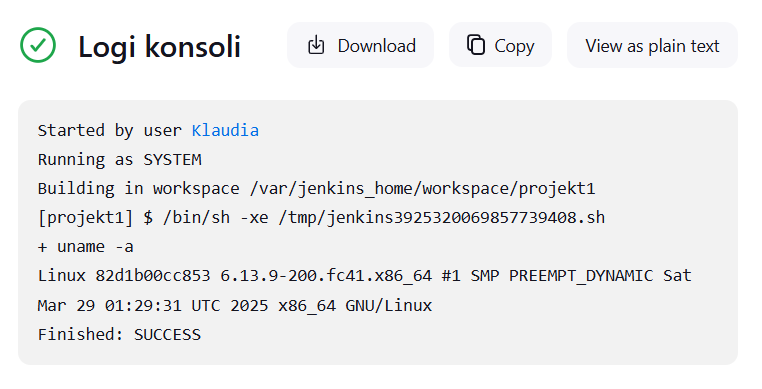 Logi konsoli
Download
Copy
View as plain text
Started by user Klaudia
Running as SYSTEM
Building in workspace /var/jenkins_home/workspace/projekt1
[projekt1] $ /bin/sh -xe /tmp/jenkins3925320069857739408.sh
+ uname -a
Linux 82d1b00cc853 6.13.9-200.fc41.x86_64 #1 SMP PREEMPT_DYNAMIC Sat
Mar 29 01:29:31 UTC 2025 x86_64 GNU/Linux
Finished: SUCCESS